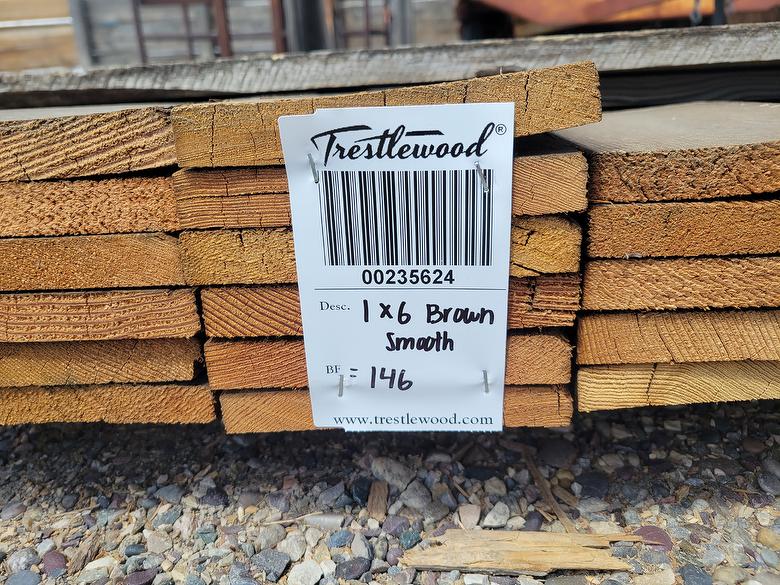 Trestlewood®
00235624
Desc. 1x6 Brown
Smooth
BF = 146
www.trestlewood.com